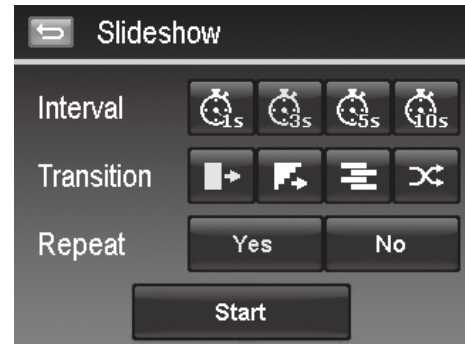 Slideshow
Interval 1s 3s 5s 10s
Transition
Repeat Yes No
Start